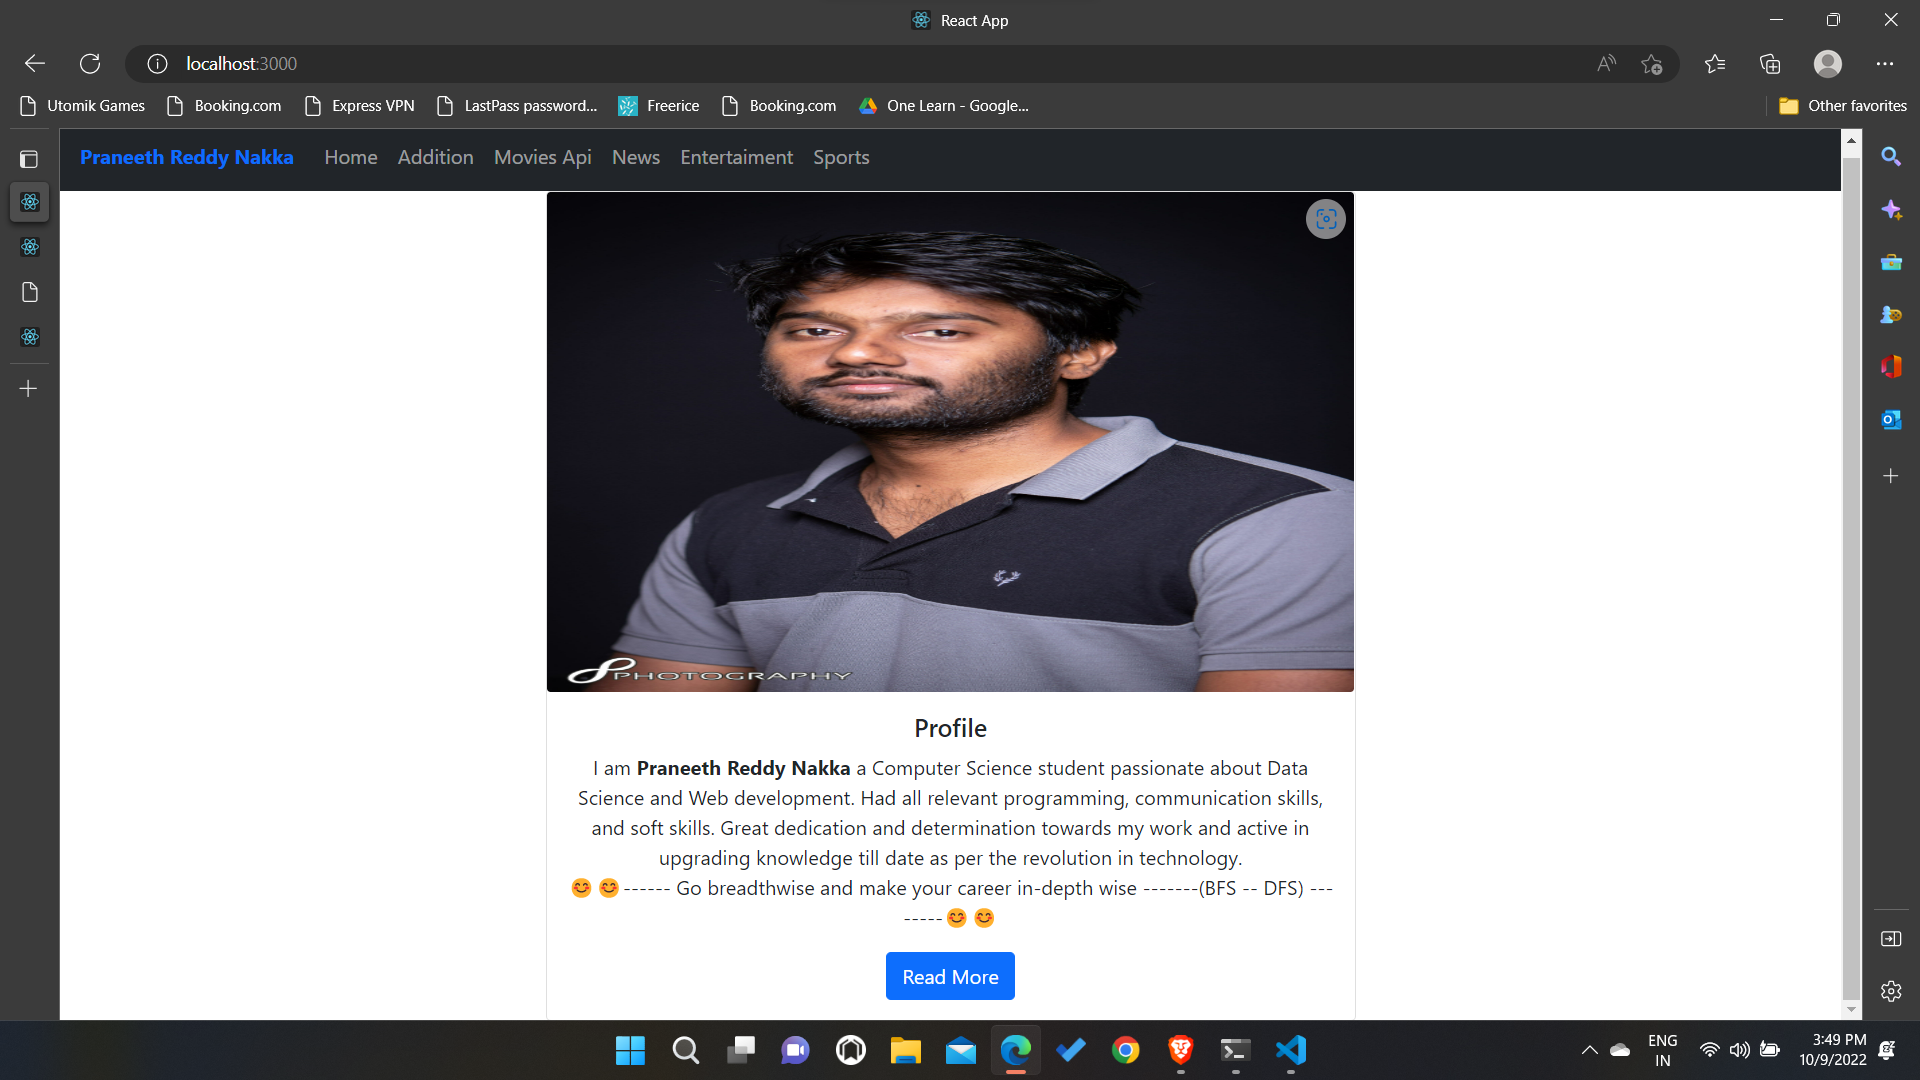 React App
localhost:3000
Utomik Games Booking.com Express VPN LastPass password... Freerice Booking.com One Learn - Google... Other favorites
Praneeth Reddy Nakka Home Addition Movies Api News Entertaiment Sports
PHOTOGRAPHY
Profile
I am Praneeth Reddy Nakka a Computer Science student passionate about Data
Science and Web development. Had all relevant programming, communication skills,
and soft skills. Great dedication and determination towards my work and active in
upgrading knowledge till date as per the revolution in technology.
😊 😊 ------ Go breadthwise and make your career in-depth wise -------(BFS -- DFS) ---
----- 😊 😊
Read More
ENG
IN
3:49 PM
10/9/2022